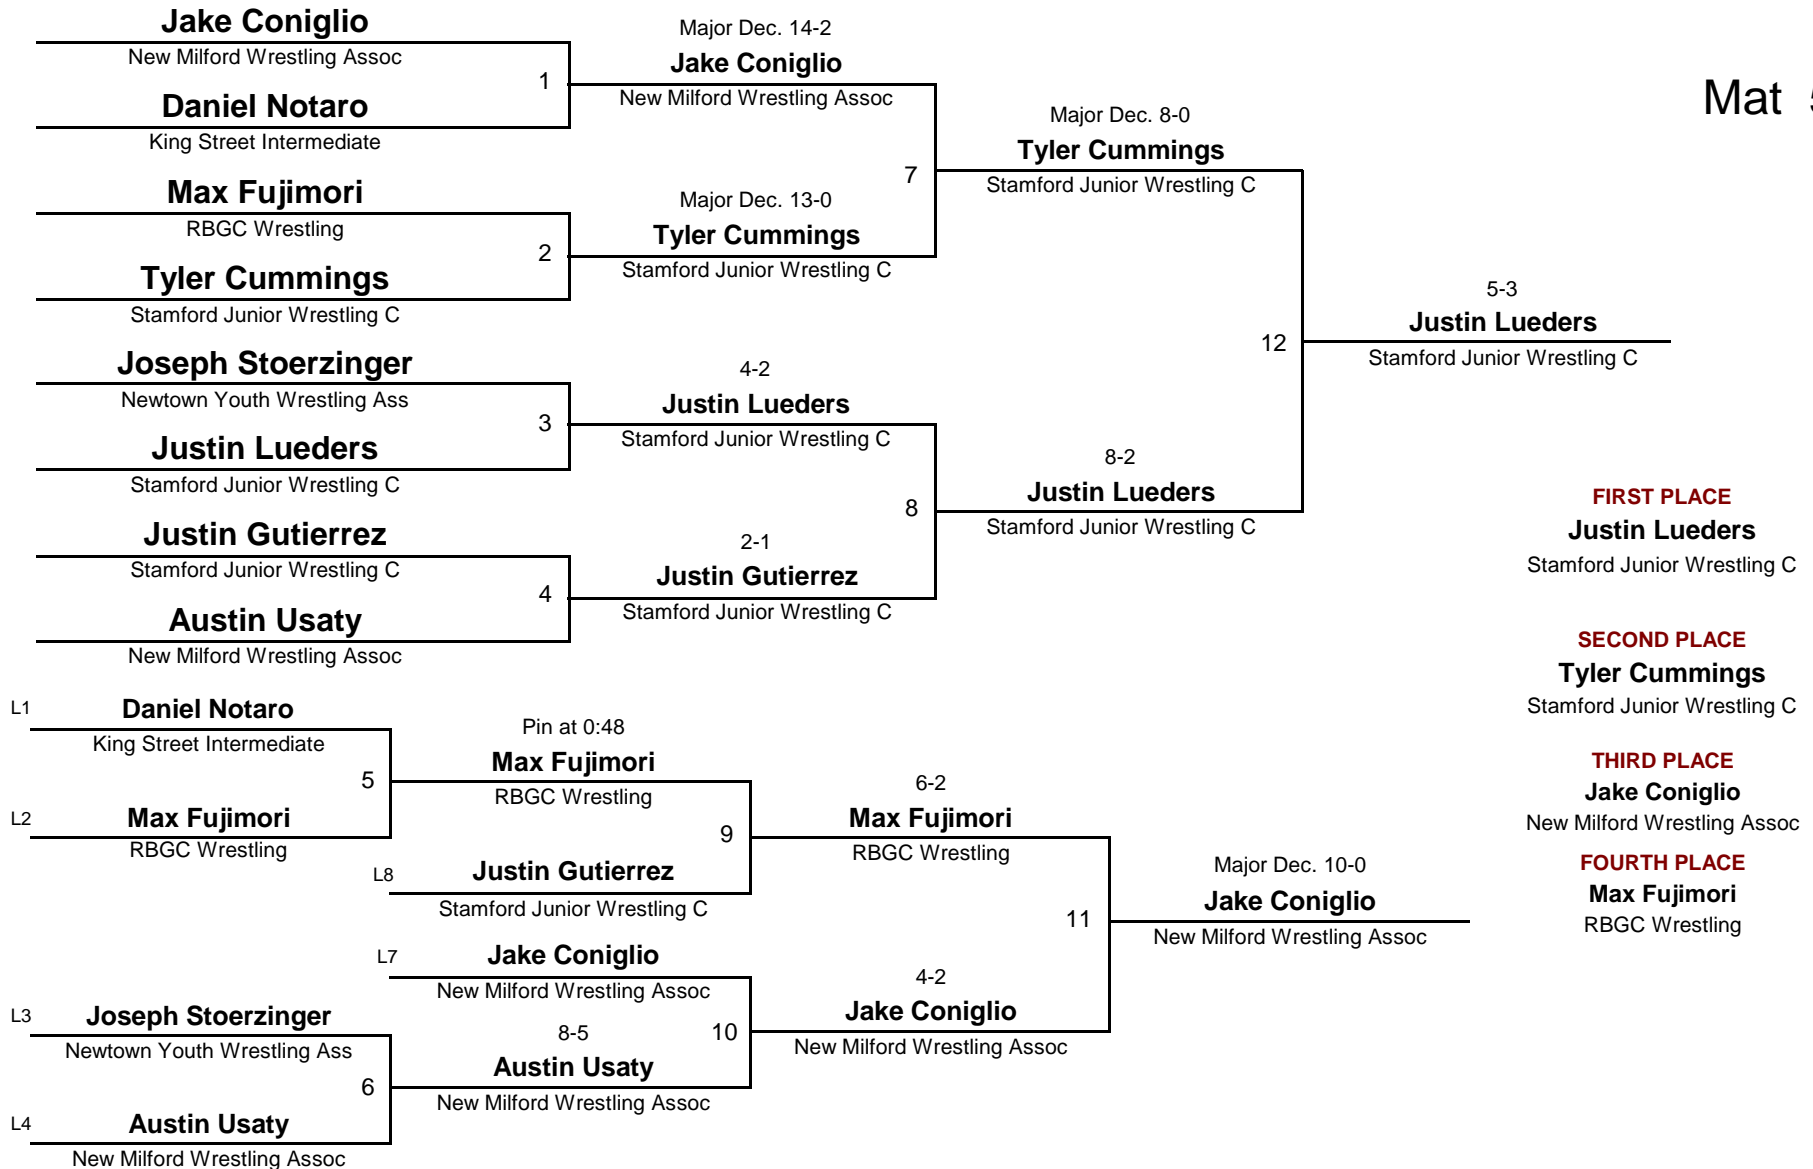 Jake Coniglio
New Milford Wrestling Assoc
1
Daniel Notaro
King Street Intermediate
Max Fujimori
RBGC Wrestling
2
Tyler Cummings
Stamford Junior Wrestling C
Joseph Stoerzinger
Newtown Youth Wrestling Ass
3
Justin Lueders
Stamford Junior Wrestling C
Justin Gutierrez
Stamford Junior Wrestling C
4
Austin Usaty
New Milford Wrestling Assoc
Major Dec. 14-2
Jake Coniglio
New Milford Wrestling Assoc
7
Major Dec. 13-0
Tyler Cummings
Stamford Junior Wrestling C
4-2
Justin Lueders
Stamford Junior Wrestling C
8
2-1
Justin Gutierrez
Stamford Junior Wrestling C
Major Dec. 8-0
Tyler Cummings
Stamford Junior Wrestling C
12
8-2
Justin Lueders
Stamford Junior Wrestling C
5-3
Justin Lueders
Stamford Junior Wrestling C
Mat 5
L1
Daniel Notaro
King Street Intermediate
5
L2
Max Fujimori
RBGC Wrestling
Pin at 0:48
Max Fujimori
RBGC Wrestling
9
L8
Justin Gutierrez
Stamford Junior Wrestling C
L7
Jake Coniglio
New Milford Wrestling Assoc
10
L3
Joseph Stoerzinger
Newtown Youth Wrestling Ass
6
L4
Austin Usaty
New Milford Wrestling Assoc
8-5
Austin Usaty
New Milford Wrestling Assoc
6-2
Max Fujimori
RBGC Wrestling
11
4-2
Jake Coniglio
New Milford Wrestling Assoc
Major Dec. 10-0
Jake Coniglio
New Milford Wrestling Assoc
FIRST PLACE
Justin Lueders
Stamford Junior Wrestling C
SECOND PLACE
Tyler Cummings
Stamford Junior Wrestling C
THIRD PLACE
Jake Coniglio
New Milford Wrestling Assoc
FOURTH PLACE
Max Fujimori
RBGC Wrestling